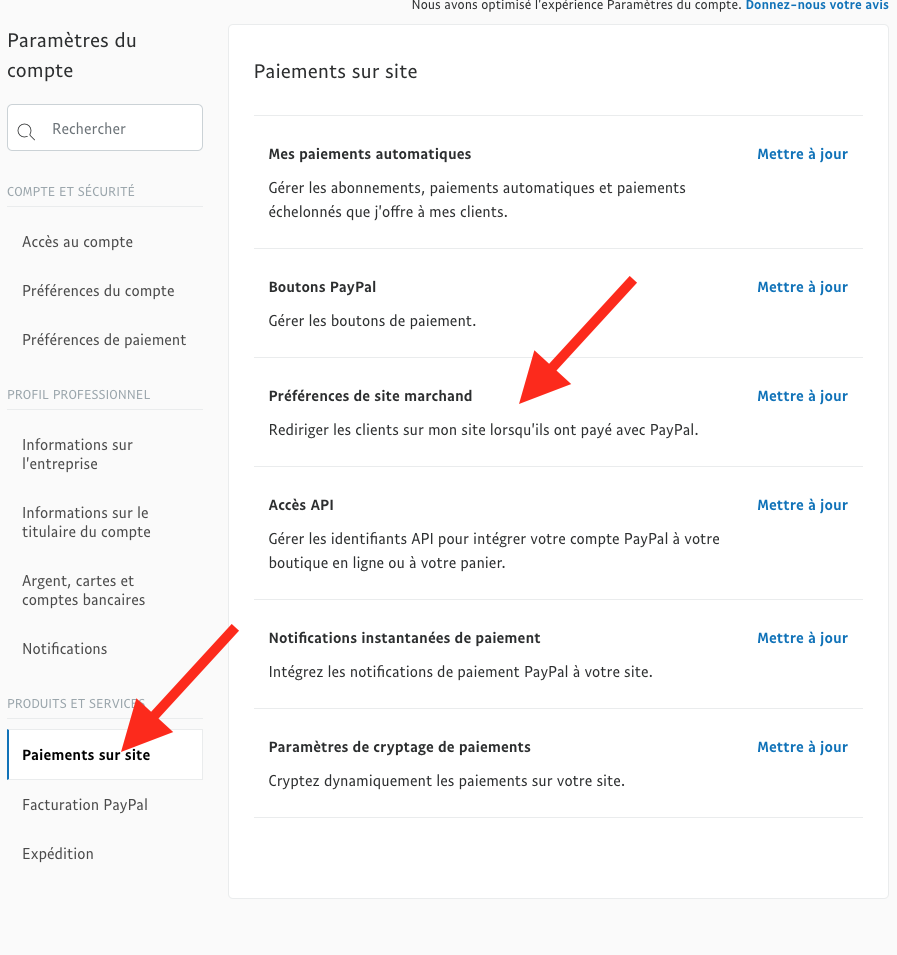 Nous avons optimisé l'expérience Paramètres du compte. Donnez-nous votre avis
Paramètres du
compte
Rechercher
COMPTE ET SÉCURITÉ
Accès au compte
Préférences du compte
Préférences de paiement
PROFIL PROFESSIONNEL
Informations sur
l'entreprise
Informations sur le
titulaire du compte
Argent, cartes et
comptes bancaires
Notifications
PRODUITS ET SERVICES
Paiements sur site
Facturation PayPal
Expédition
Paiements sur site
Mes paiements automatiques
Mettre à jour
Gérer les abonnements, paiements automatiques et paiements
échelonnés que j'offre à mes clients.
Boutons PayPal
Mettre à jour
Gérer les boutons de paiement.
Préférences de site marchand
Mettre à jour
Rediriger les clients sur mon site lorsqu'ils ont payé avec PayPal.
Accès API
Mettre à jour
Gérer les identifiants API pour intégrer votre compte PayPal à votre
boutique en ligne ou à votre panier.
Notifications instantanées de paiement
Mettre à jour
Intégrez les notifications de paiement PayPal à votre site.
Paramètres de cryptage de paiements
Mettre à jour
Cryptez dynamiquement les paiements sur votre site.